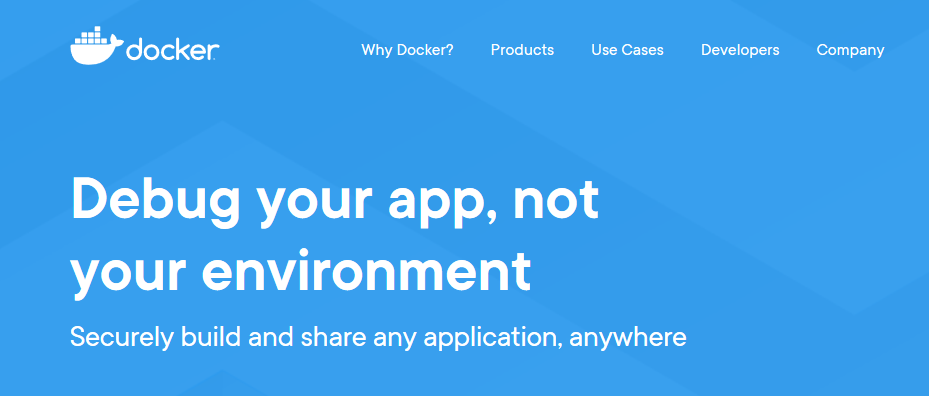 docker
Why Docker? Products Use Cases Developers Company
Debug your app, not
your environment
Securely build and share any application, anywhere